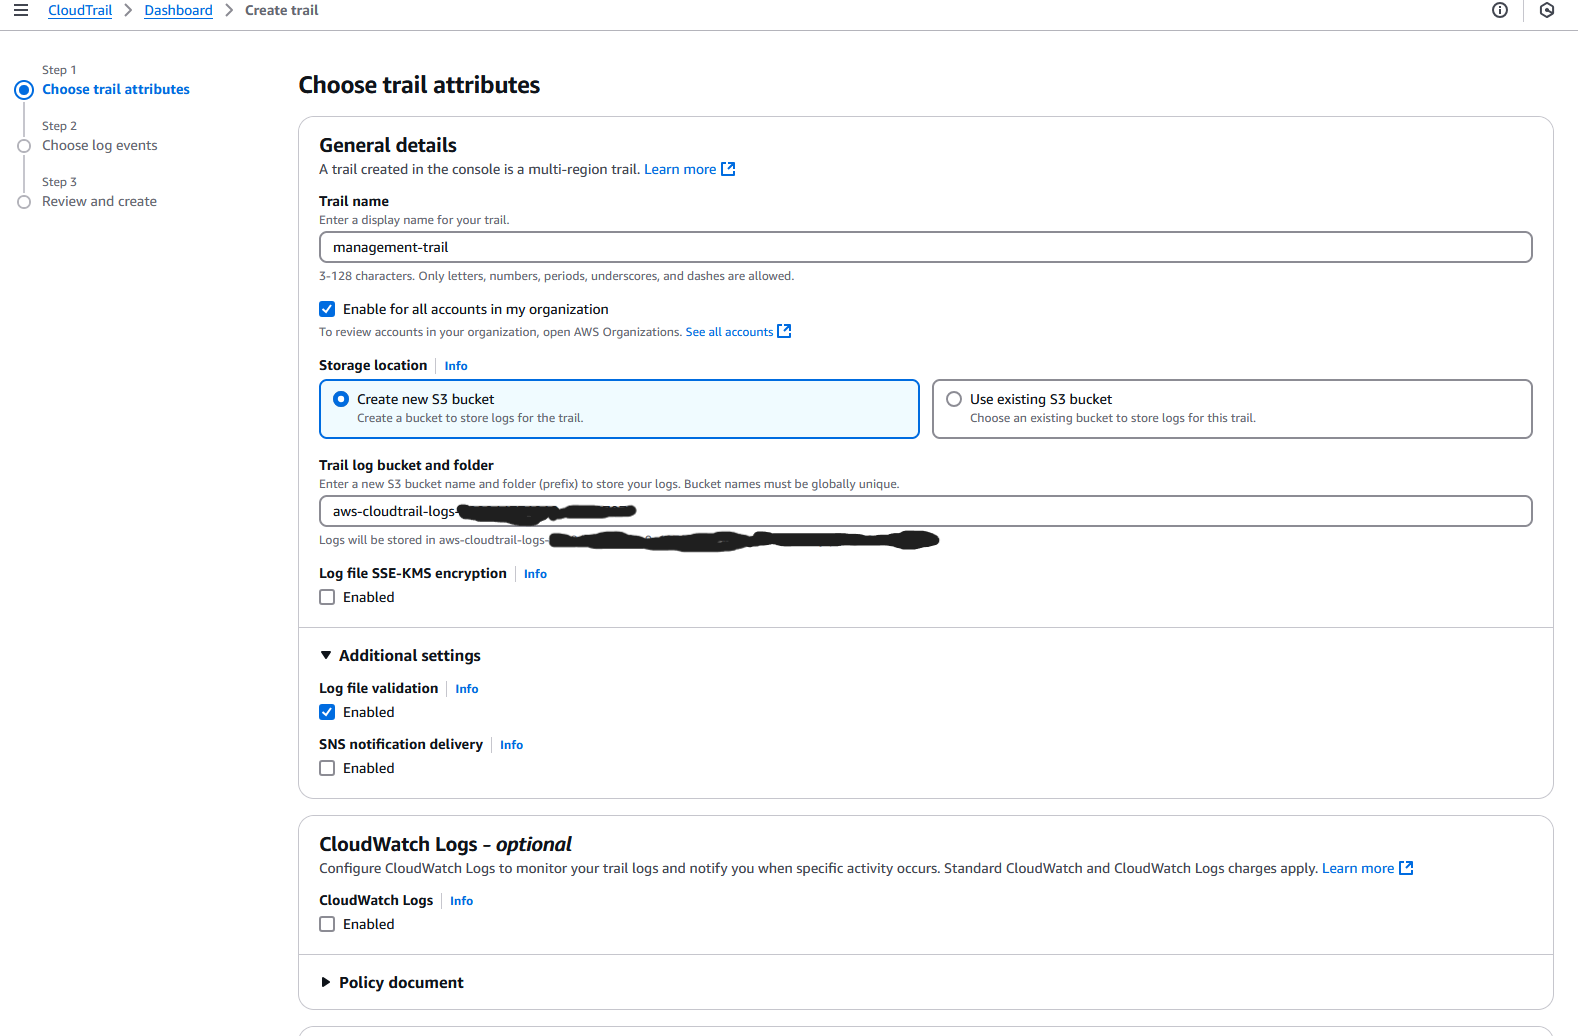 CloudTrail > Dashboard > Create trail
Step 1
Choose trail attributes
Step 2
Choose log events
Step 3
Review and create
Choose trail attributes
General details
A trail created in the console is a multi-region trail. Learn more
Trail name
Enter a display name for your trail.
management-trail
3-128 characters. Only letters, numbers, periods, underscores, and dashes are allowed.
Enable for all accounts in my organization
To review accounts in your organization, open AWS Organizations. See all accounts
Storage location Info
Create new S3 bucket
Create a bucket to store logs for the trail.
Use existing S3 bucket
Choose an existing bucket to store logs for this trail.
Trail log bucket and folder
Enter a new S3 bucket name and folder (prefix) to store your logs. Bucket names must be globally unique.
aws-cloudtrail-logs-
Logs will be stored in aws-cloudtrail-logs-
Log file SSE-KMS encryption Info
Enabled
Additional settings
Log file validation Info
Enabled
SNS notification delivery Info
Enabled
CloudWatch Logs - optional
Configure CloudWatch Logs to monitor your trail logs and notify you when specific activity occurs. Standard CloudWatch and CloudWatch Logs charges apply. Learn more
CloudWatch Logs Info
Enabled
Policy document